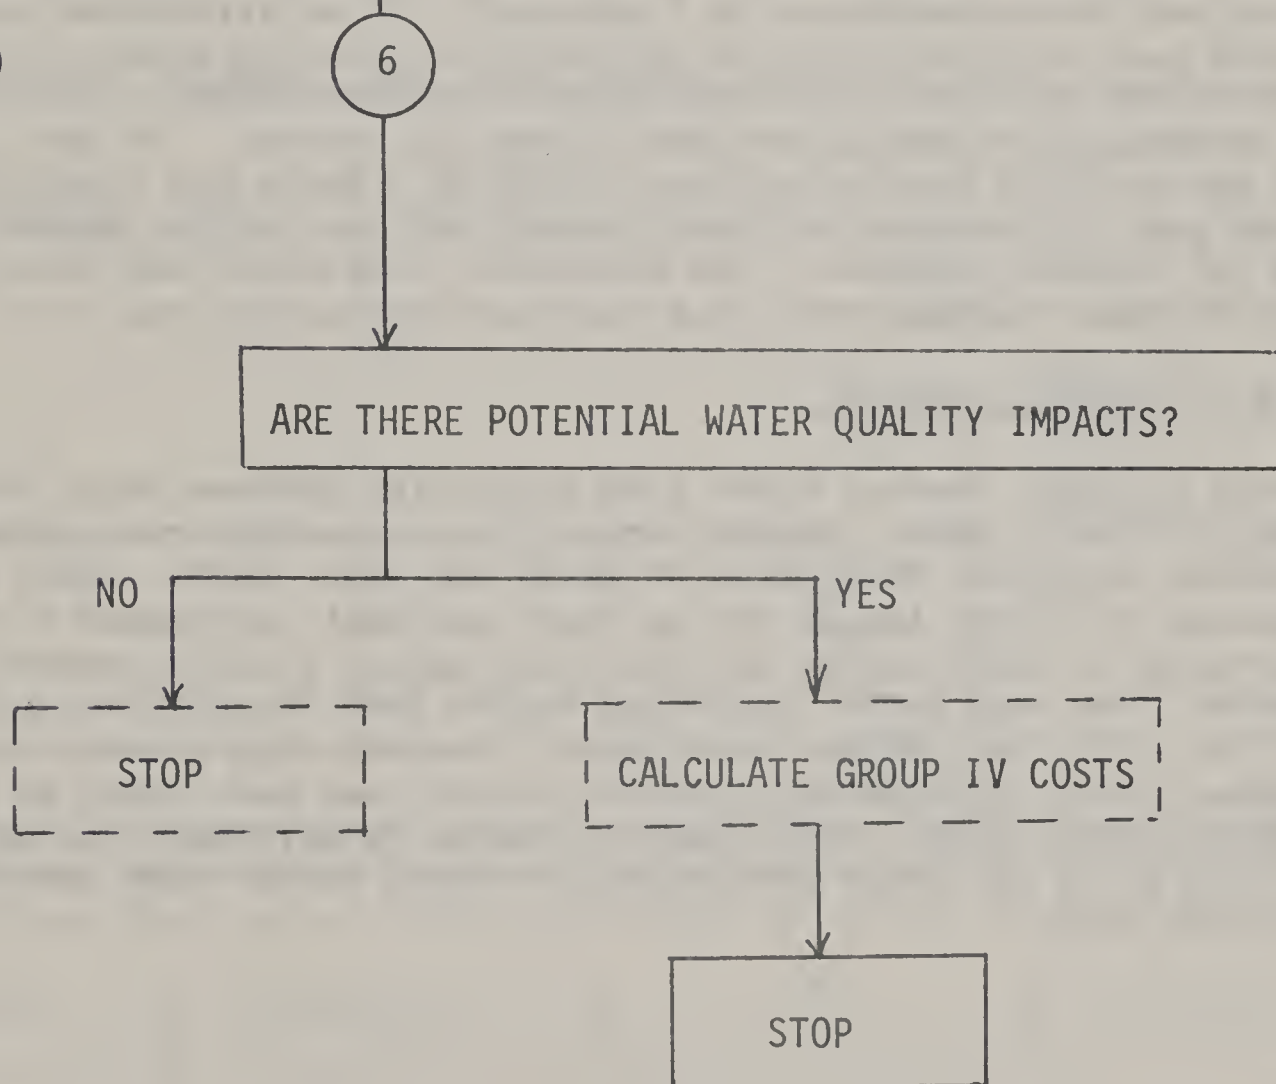 6
ARE THERE POTENTIAL WATER QUALITY IMPACTS?
NO
YES
STOP
CALCULATE GROUP IV COSTS
STOP